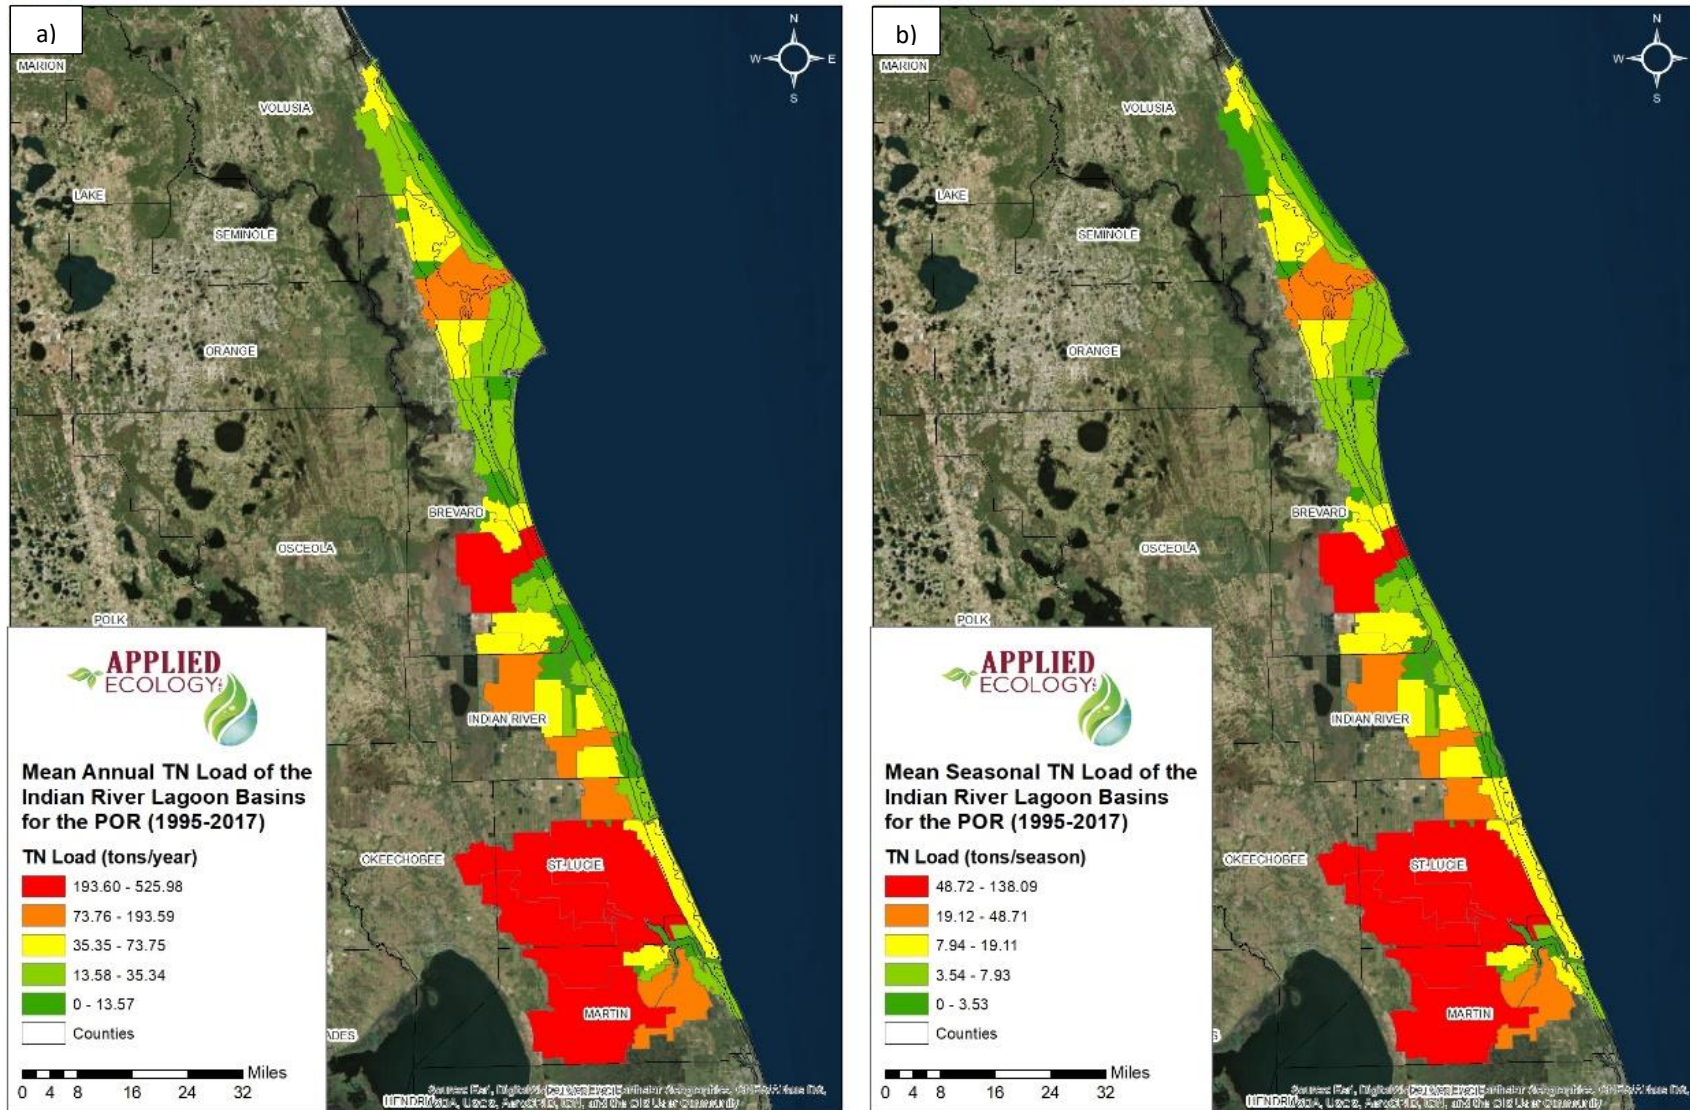 a)
N
W
E
S
MARION
VOLUSIA
LAKE
SEMINOLE
ORANGE
BREVARD
OSCEOLA
POLK
INDIAN RIVER
OKEECHOBEE
ST. LUCIE
MARTIN
ADES
APPLIED
ECOLOGY
Mean Annual TN Load of the
Indian River Lagoon Basins
for the POR (1995-2017)
TN Load (tons/year)
193.60 - 525.98
73.76 - 193.59
35.35 - 73.75
13.58 - 35.34
0 - 13.57
Counties
0 4 8 16 24 32 Miles
b)
N
W
S
MARION
VOLUSIA
LAKE
SEMINOLE
ORANGE
BREVARD
OSCEOLA
POLK
INDIAN RIVER
OKEECHOBEE
ST. LUCIE
MARTIN
S
APPLIED
ECOLOGY
Mean Seasonal TN Load of the
Indian River Lagoon Basins
for the POR (1995-2017)
TN Load (tons/season)
48.72 - 138.09
19.12 - 48.71
7.94 - 19.11
3.54 - 7.93
0 - 3.53
Counties
0 4 8 16 24 32 Miles